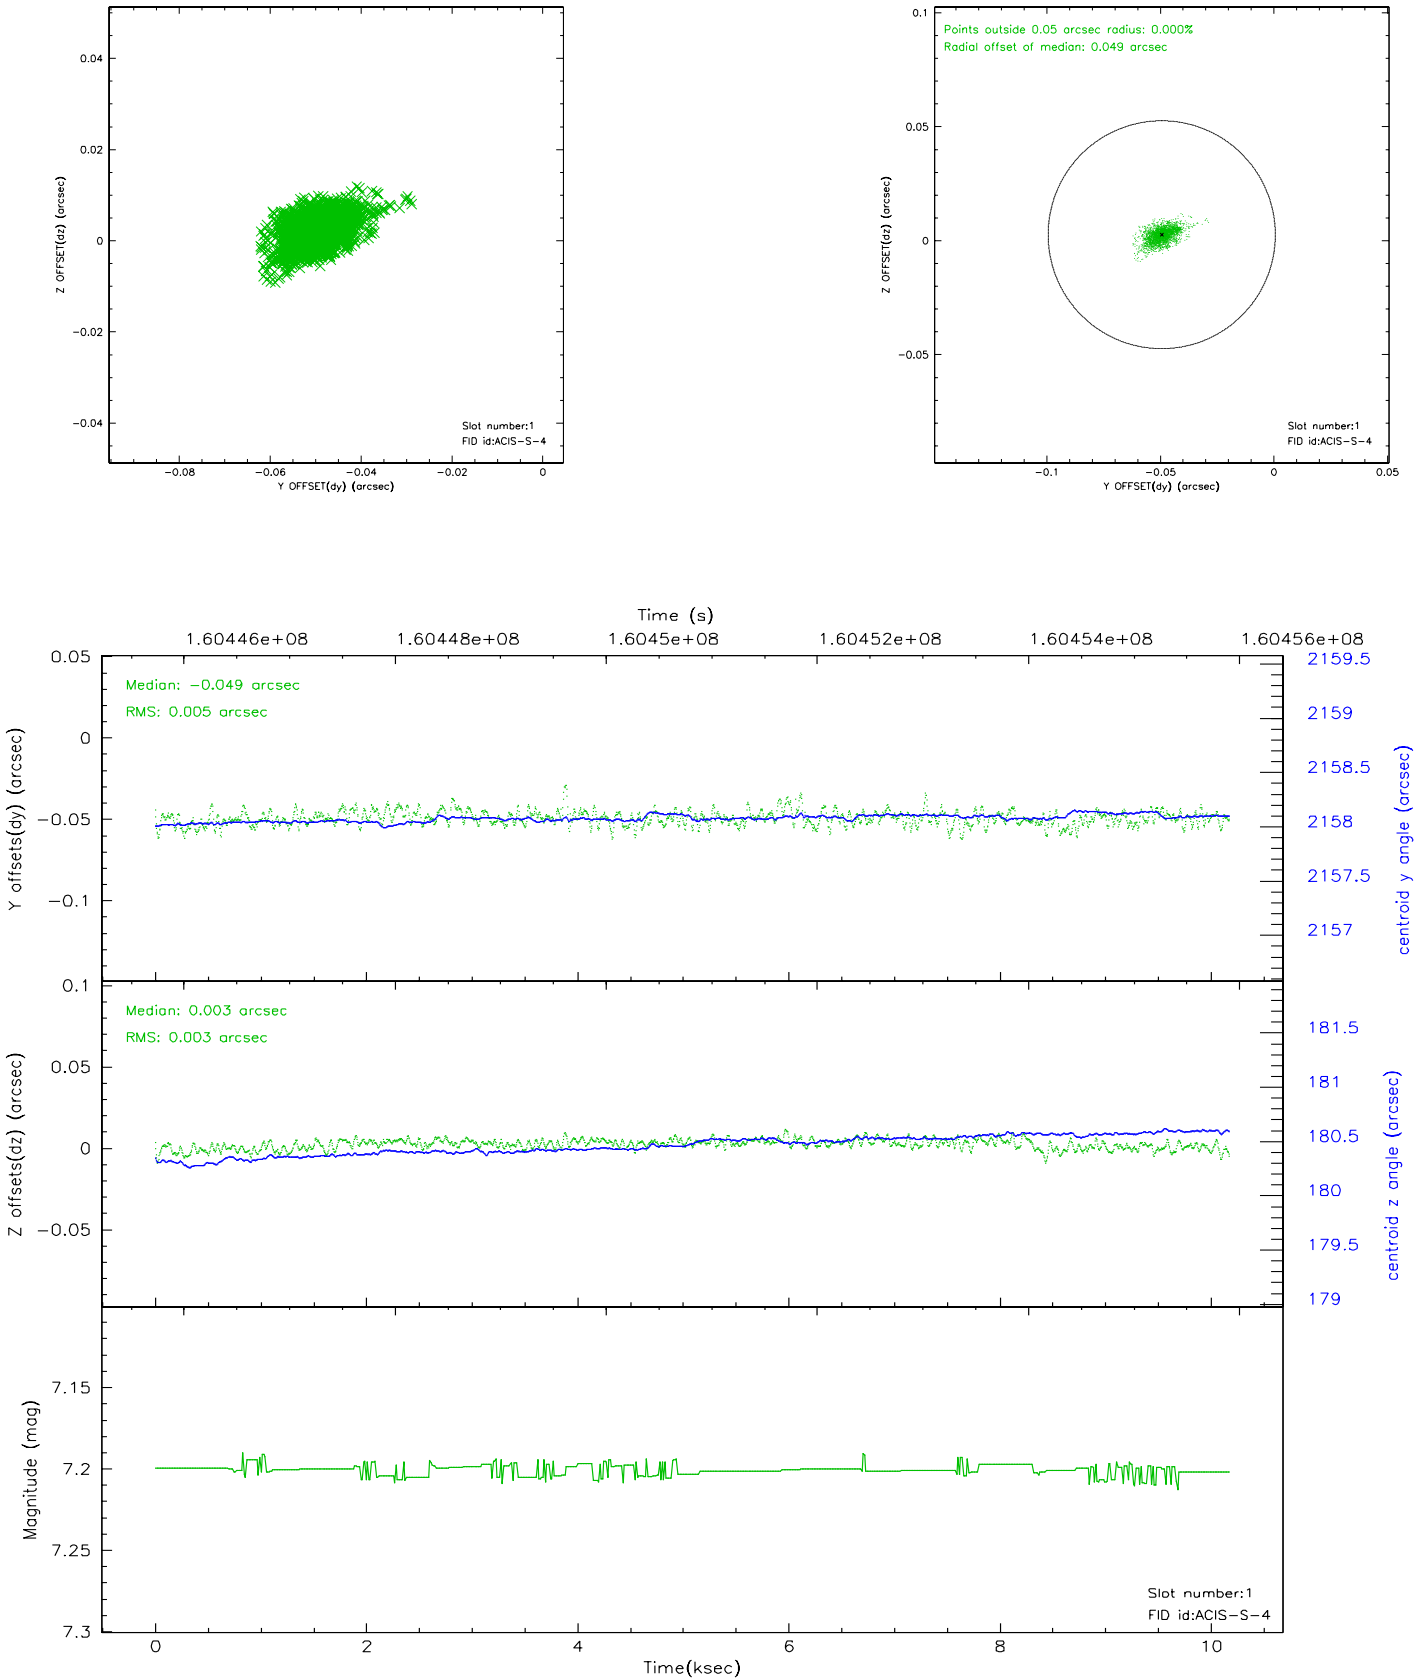 0.04
0.02
0
−0.02
−0.04
Z OFFSET(dz) (arcsec)
Slot number:1
FID id:ACIS−S−4
−0.08 −0.06 −0.04 −0.02 0
Y OFFSET(dy) (arcsec)
Points outside 0.05 arcsec radius: 0.000%
Radial offset of median: 0.049 arcsec
0.1
0.05
0
−0.05
Z OFFSET(dz) (arcsec)
Slot number:1
FID id:ACIS−S−4
−0.1 −0.05 0 0.05
Y OFFSET(dy) (arcsec)
Time (s)
1.60446e+08 1.60448e+08 1.6045e+08 1.60452e+08 1.60454e+08 1.60456e+08
Median: −0.049 arcsec
RMS: 0.005 arcsec
0.05
0
−0.05
−0.1
Y offsets(dy) (arcsec)
2159.5
2159
2158.5
2158
2157.5
2157
centroid y angle (arcsec)
Median: 0.003 arcsec
RMS: 0.003 arcsec
0.1
0.05
0
−0.05
Z offsets(dz) (arcsec)
181.5
181
180.5
180
179.5
179
centroid z angle (arcsec)
7.15
7.2
7.25
7.3
Magnitude (mag)
Slot number:1
FID id:ACIS−S−4
0 2 4 6 8 10
Time(ksec)